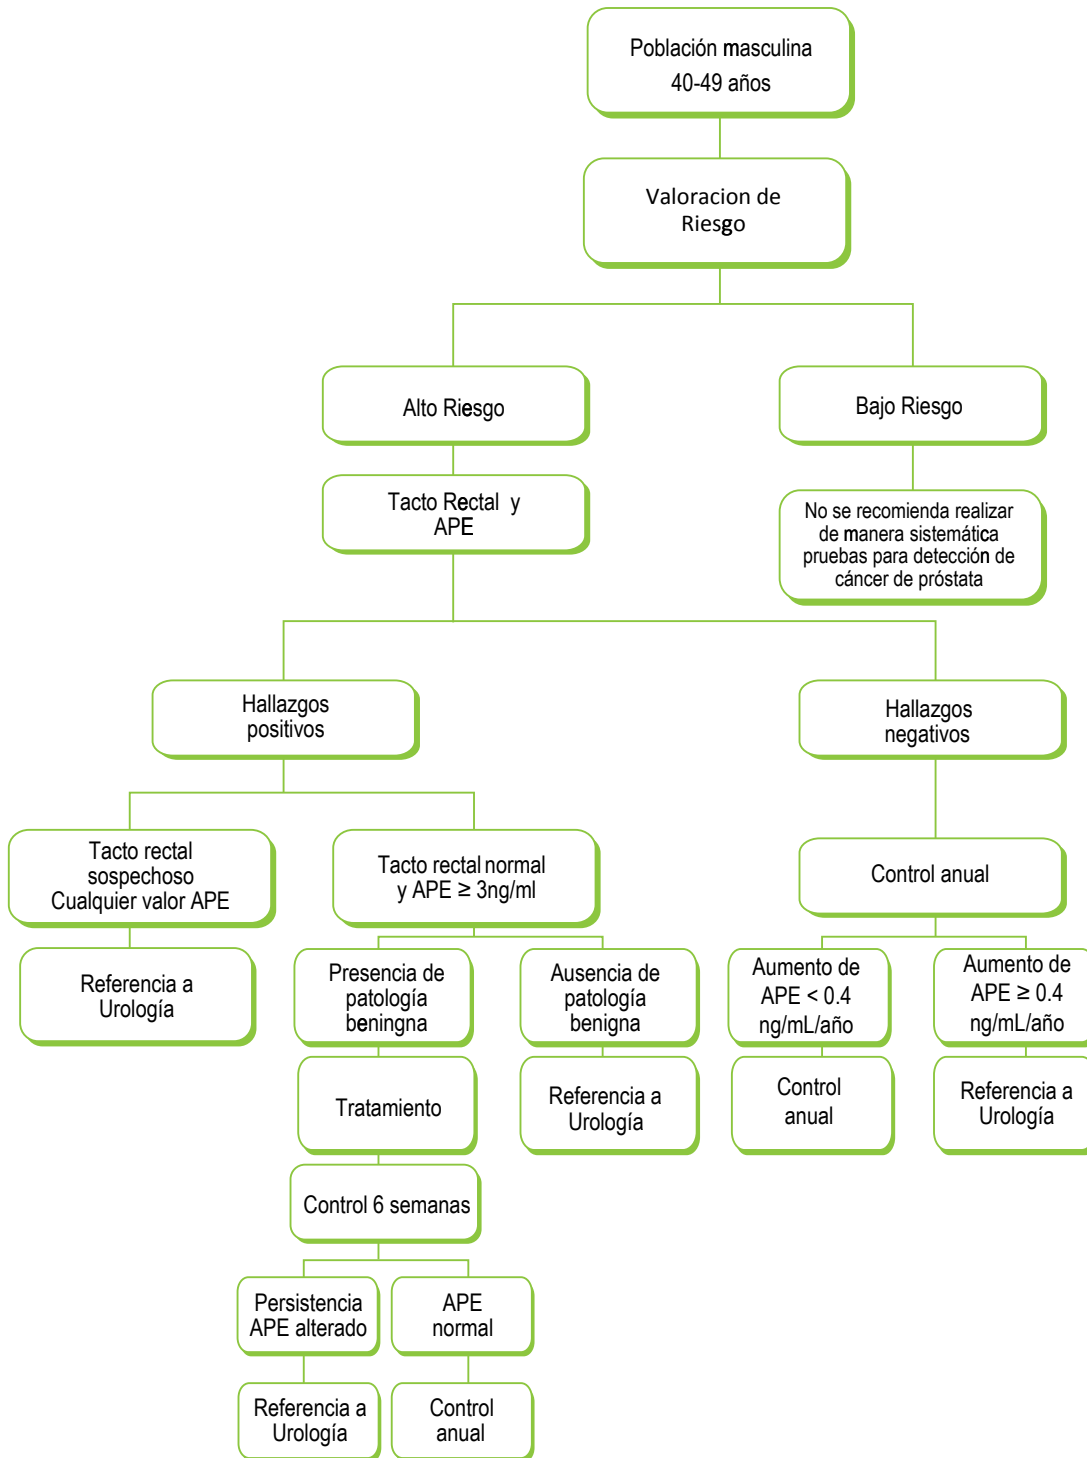 Población masculina
40-49 años
Valoracion de
Riesgo
Alto Riesgo
Bajo Riesgo
Tacto Rectal y
APE
No se recomienda realizar
de manera sistemática
pruebas para detección de
cáncer de próstata
Hallazgos
positivos
Hallazgos
negativos
Tacto rectal
sospechoso
Cualquier valor APE
Tacto rectal normal
y APE ≥ 3ng/ml
Control anual
Referencia a
Urología
Presencia de
patología
beningna
Ausencia de
patología
benigna
Aumento de
APE < 0.4
ng/mL/año
Aumento de
APE ≥ 0.4
ng/mL/año
Tratamiento
Referencia a
Urología
Control
anual
Referencia a
Urología
Control 6 semanas
Persistencia
APE alterado
APE
normal
Referencia a
Urología
Control
anual